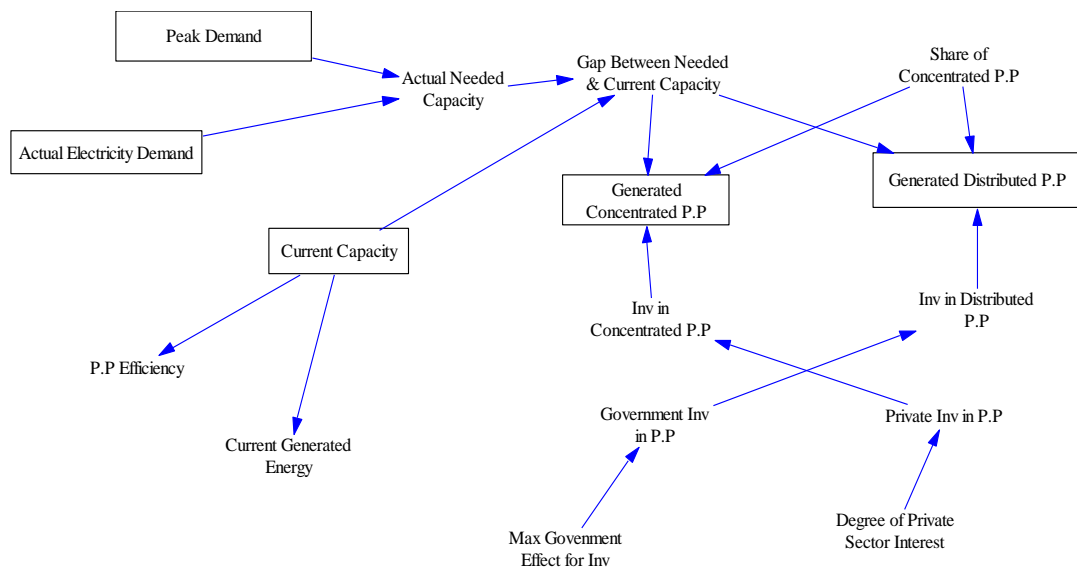 Peak Demand
Actual Needed
Capacity
Gap Between Needed
& Current Capacity
Share of
Concentrated P.P
Actual Electricity Demand
Generated
Concentrated P.P
Generated Distributed P.P
Current Capacity
Inv in
Concentrated P.P
Inv in Distributed
P.P
P.P Efficiency
Government Inv
in P.P
Private Inv in P.P
Current Generated
Energy
Max Govenment
Effect for Inv
Degree of Private
Sector Interest